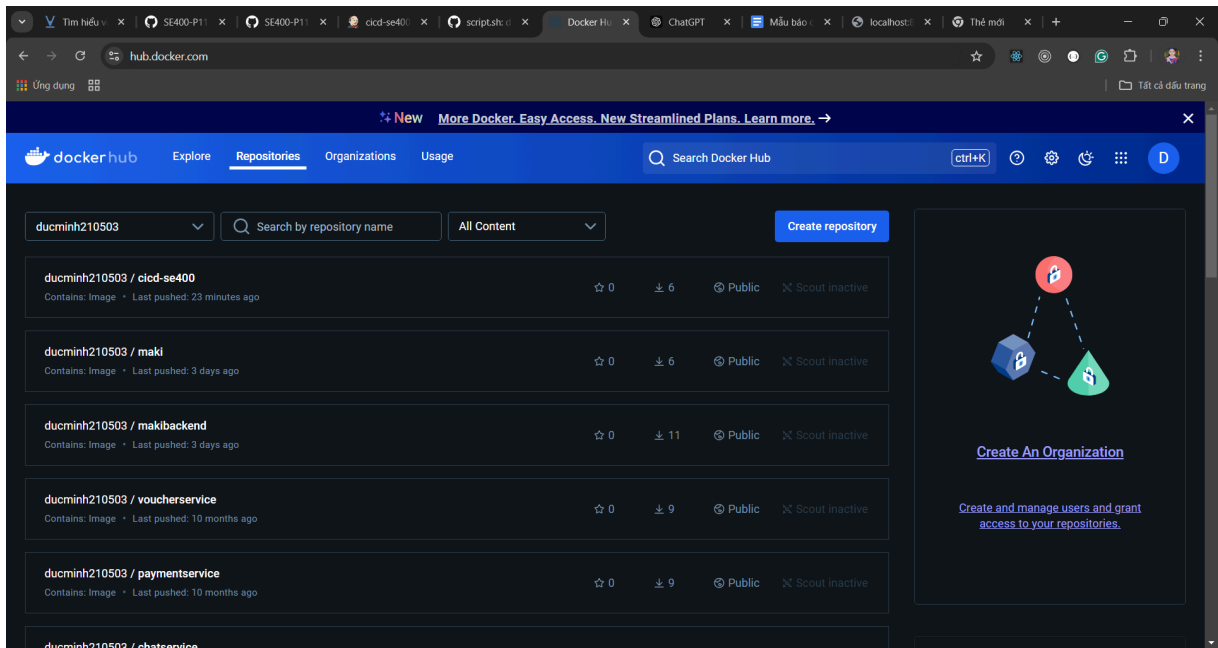 Tìm hiểu v
SE400-P11
SE400-P11
cicd-se400
script.sh: d
Docker Hu
ChatGPT
Mẫu báo c
localhost:
Thẻ mới
hub.docker.com
Ứng dụng
Tất cả dấu trang
New More Docker. Easy Access. New Streamlined Plans. Learn more. →
dockerhub Explore Repositories Organizations Usage Search Docker Hub ctrl+K D
ducminh210503 Search by repository name All Content Create repository
ducminh210503 / cicd-se400
Contains: Image • Last pushed: 23 minutes ago
0 6 Public Scout inactive
ducminh210503 / maki
Contains: Image • Last pushed: 3 days ago
0 6 Public Scout inactive
ducminh210503 / makibackend
Contains: Image • Last pushed: 3 days ago
0 11 Public Scout inactive
ducminh210503 / voucherservice
Contains: Image • Last pushed: 10 months ago
0 9 Public Scout inactive
ducminh210503 / paymentservice
Contains: Image • Last pushed: 10 months ago
0 9 Public Scout inactive
ducminh210503 / chatservice
Create An Organization
Create and manage users and grant
access to your repositories.